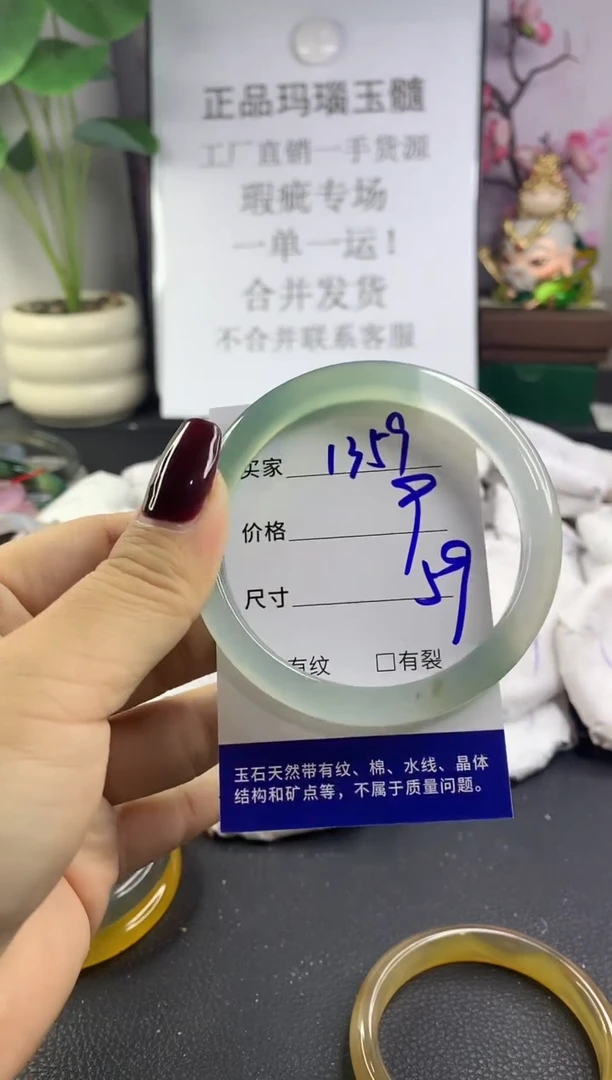 正品玛瑙玉髓
工厂直销一手货源
瑕疵专场
一单一运！
合并发货
不合并联系客服
买家 1359
价格 9
尺寸 59
有纹 □有裂
玉石天然带有纹、棉、水线、晶体
结构和矿点等，不属于质量问题。